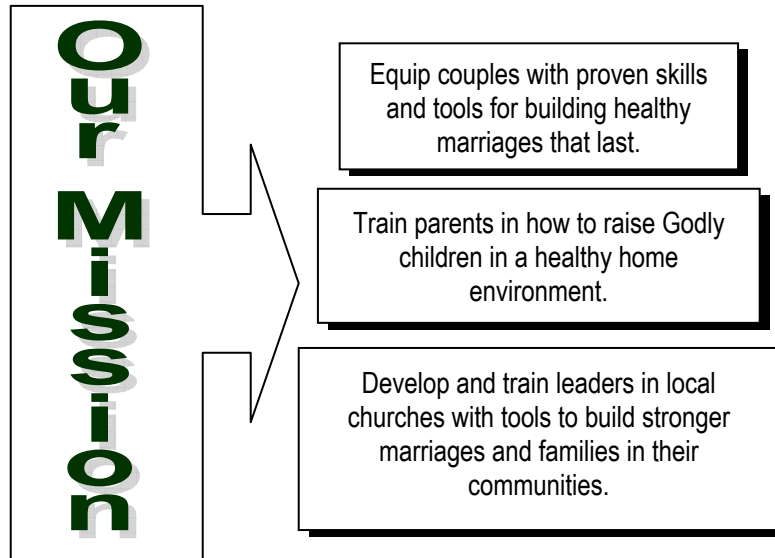 Our Mission
Equip couples with proven skills
and tools for building healthy
marriages that last.
Train parents in how to raise Godly
children in a healthy home
environment.
Develop and train leaders in local
churches with tools to build stronger
marriages and families in their
communities.